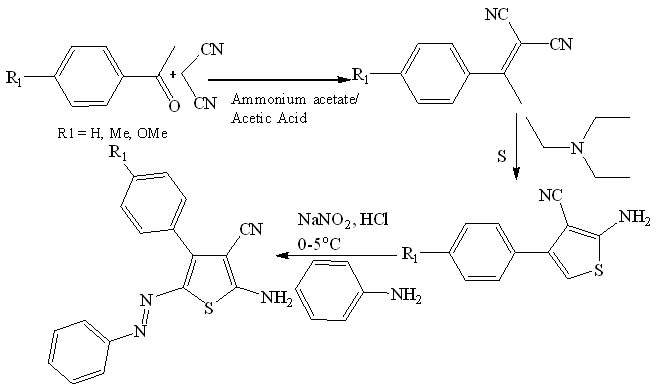 NC
CN
R1
+
CN
CN
O
Ammonium acetate/
Acetic Acid
R1
R1 = H, Me, OMe
S
N
R1
NC
NH2
S
R1
NaNO2, HCl
0-5°C
NH2
CN
NH2
S
N
N